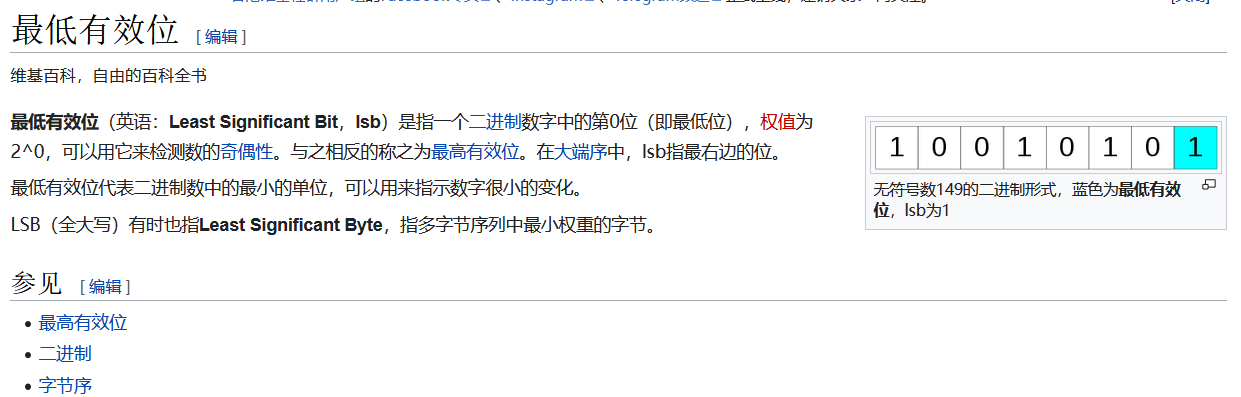 最低有效位 [编辑]
维基百科，自由的百科全书
最低有效位（英语：Least Significant Bit，lsb）是指一个二进制数字中的第0位（即最低位），权值为
2^0，可以用它来检测数的奇偶性。与之相反的称之为最高有效位。在大端序中，lsb指最右边的位。
最低有效位代表二进制数中的最小的单位，可以用来指示数字很小的变化。
LSB（全大写）有时也指Least Significant Byte，指多字节序列中最小权重的字节。
1 0 0 1 0 1 0 1
无符号数149的二进制形式，蓝色为最低有效
位，lsb为1
参见 [编辑]
• 最高有效位
• 二进制
• 字节序